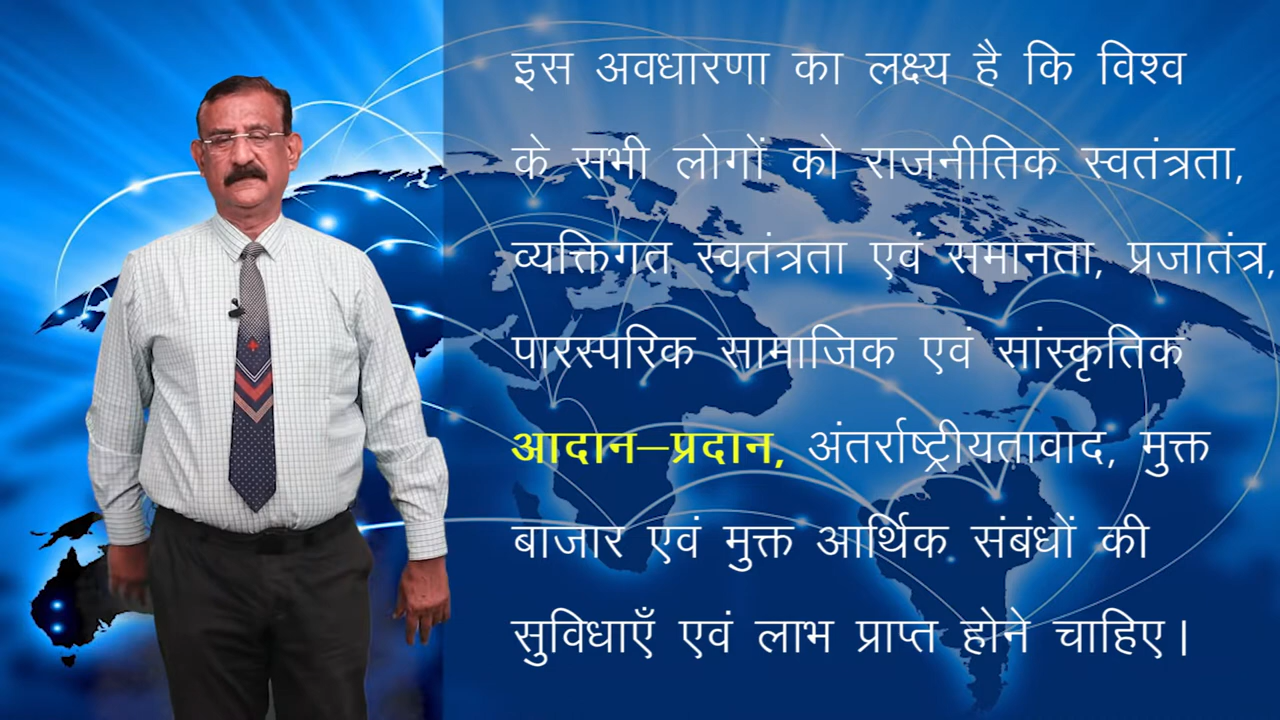 इस अवधारणा का लक्ष्य है कि विश्व
के सभी लोगों को राजनीतिक स्वतंत्रता,
व्यक्तिगत स्वतंत्रता एवं समानता, प्रजातंत्र,
पारस्परिक सामाजिक एवं सांस्कृतिक
आदान–प्रदान, अंतर्राष्ट्रीयतावाद, मुक्त
बाजार एवं मुक्त आर्थिक संबंधों की
सुविधाएँ एवं लाभ प्राप्त होने चाहिए।